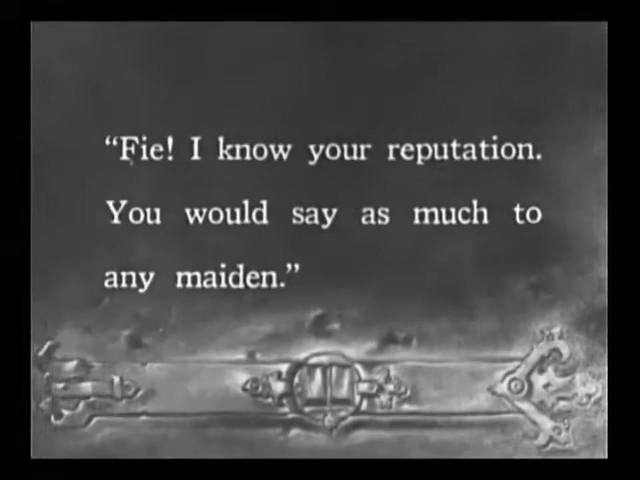 “Fie! I know your reputation.
You would say as much to
any maiden.”